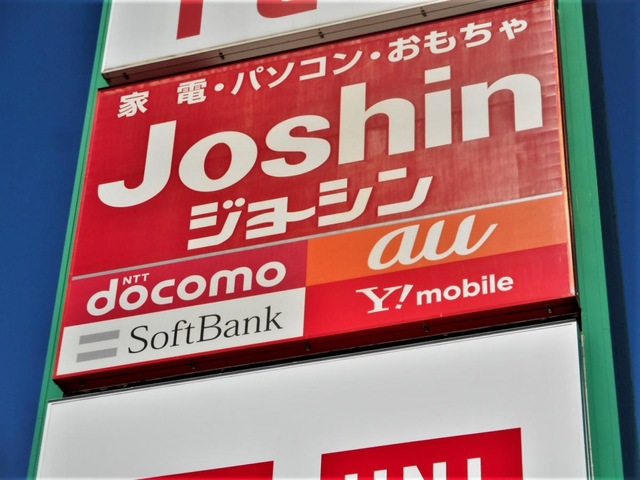 家電・パソコン・おもちゃ
Joshin
ジョーシン
NTT
docomo
au
SoftBank
Y!mobile
UNI